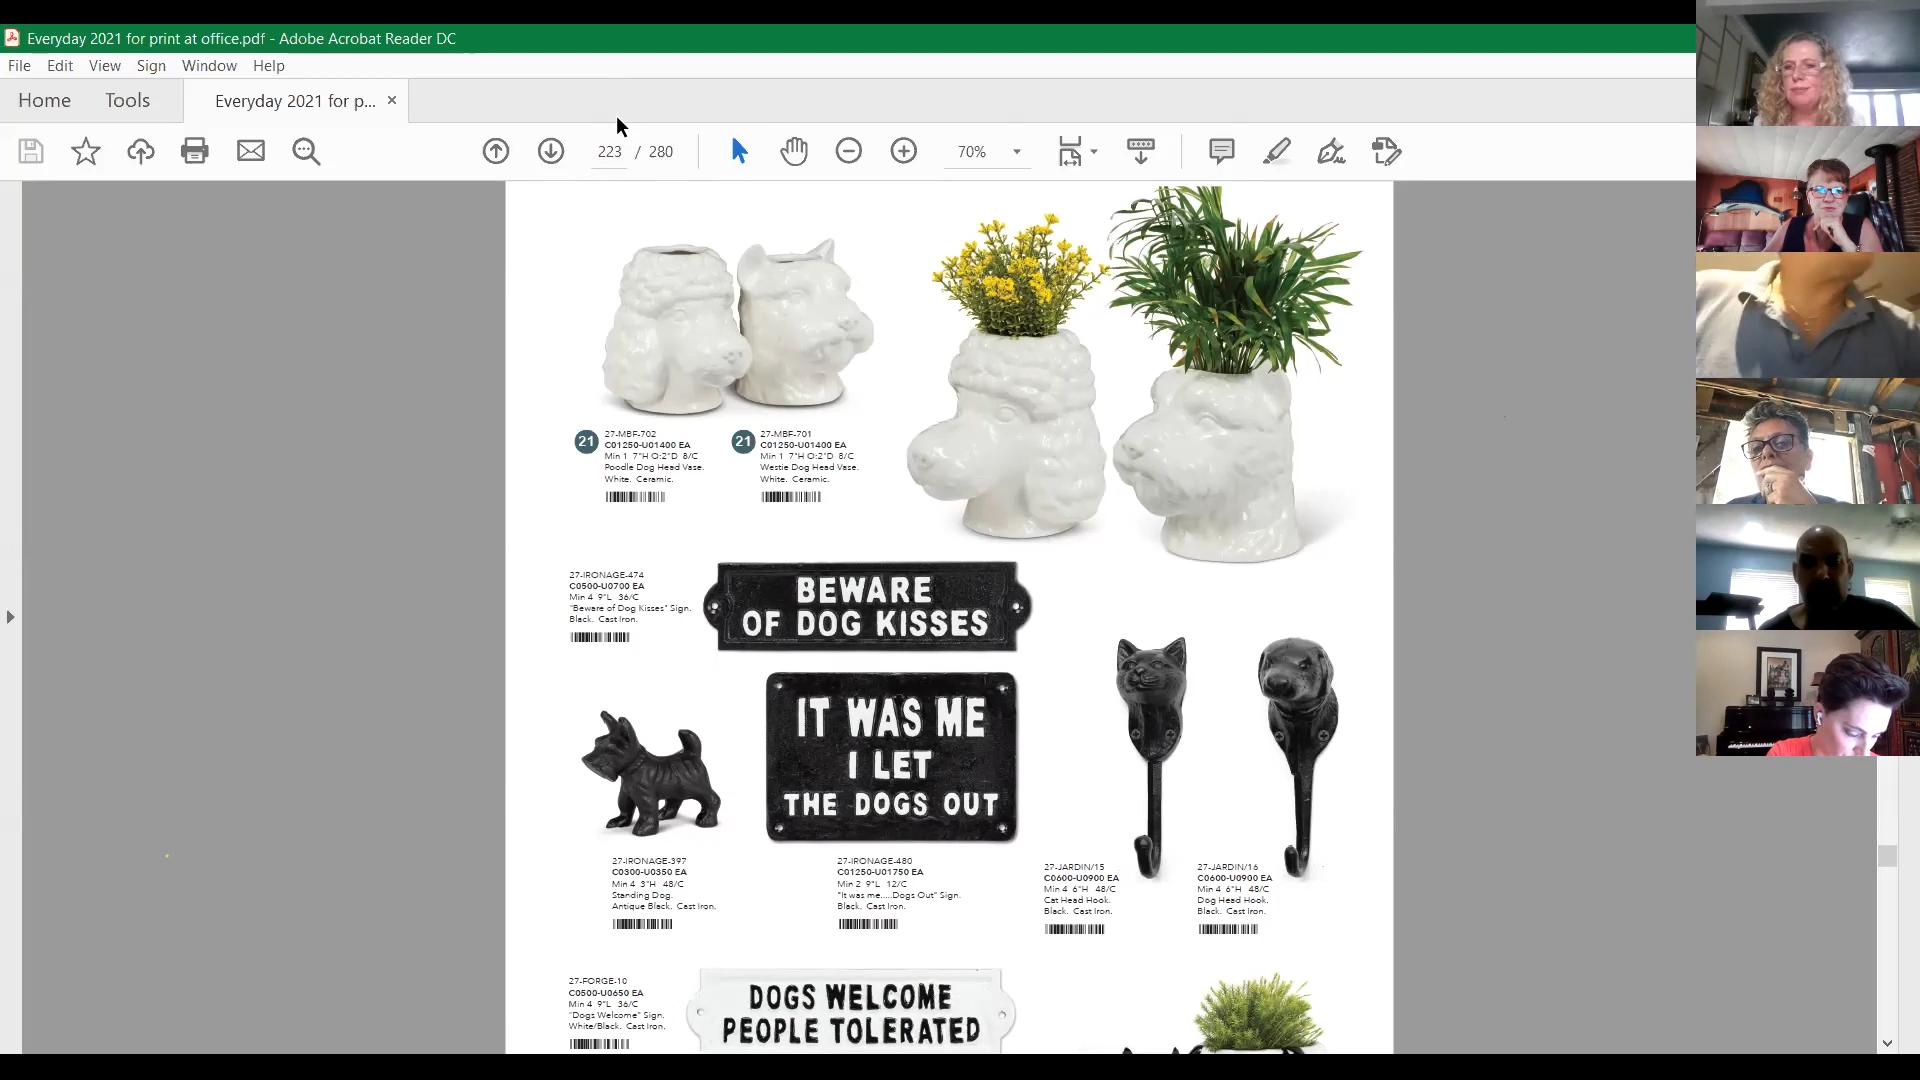 Everyday 2021 for print at office.pdf - Adobe Acrobat Reader DC
File Edit View Sign Window Help
Home Tools Everyday 2021 for p... ×
223 / 280 70%
21
27-MBF-702
C01250-U01400 EA
Min 1 7"H O:2"D 8/C
Poodle Dog Head Vase.
White. Ceramic.
21
27-MBF-701
C01250-U01400 EA
Min 1 7"H O:2"D 8/C
Westie Dog Head Vase.
White. Ceramic.
27-IRONAGE-474
C0500-U0700 EA
Min 4 9"L 36/C
"Beware of Dog Kisses" Sign.
Black. Cast Iron.
BEWARE
OF DOG KISSES
IT WAS ME
I LET
THE DOGS OUT
27-IRONAGE-397
C0300-U0350 EA
Min 4 3"H 48/C
Standing Dog.
Antique Black. Cast Iron.
27-IRONAGE-480
C01250-U01750 EA
Min 2 9"L 12/C
"It was me.....Dogs Out" Sign.
Black. Cast Iron.
27-JARDIN/15
C0600-U0900 EA
Min 4 6"H 48/C
Cat Head Hook.
Black. Cast Iron.
27-JARDIN/16
C0600-U0900 EA
Min 4 6"H 48/C
Dog Head Hook.
Black. Cast Iron.
27-FORGE-10
C0500-U0650 EA
Min 4 9"L 36/C
"Dogs Welcome" Sign.
White/Black. Cast Iron.
DOGS WELCOME
PEOPLE TOLERATED